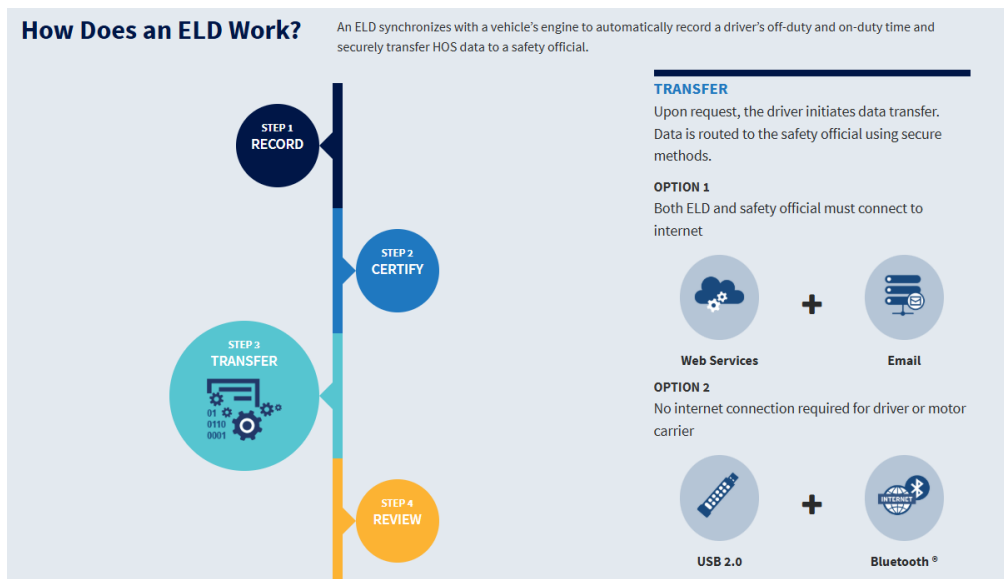 How Does an ELD Work?
An ELD synchronizes with a vehicle's engine to automatically record a driver's off-duty and on-duty time and
securely transfer HOS data to a safety official.
STEP 1
RECORD
STEP 2
CERTIFY
STEP 3
TRANSFER
01
0110
0001
STEP 4
REVIEW
TRANSFER
Upon request, the driver initiates data transfer.
Data is routed to the safety official using secure
methods.
OPTION 1
Both ELD and safety official must connect to
internet
+
Web Services
Email
OPTION 2
No internet connection required for driver or motor
carrier
+
INTERNET
USB 2.0
Bluetooth ®